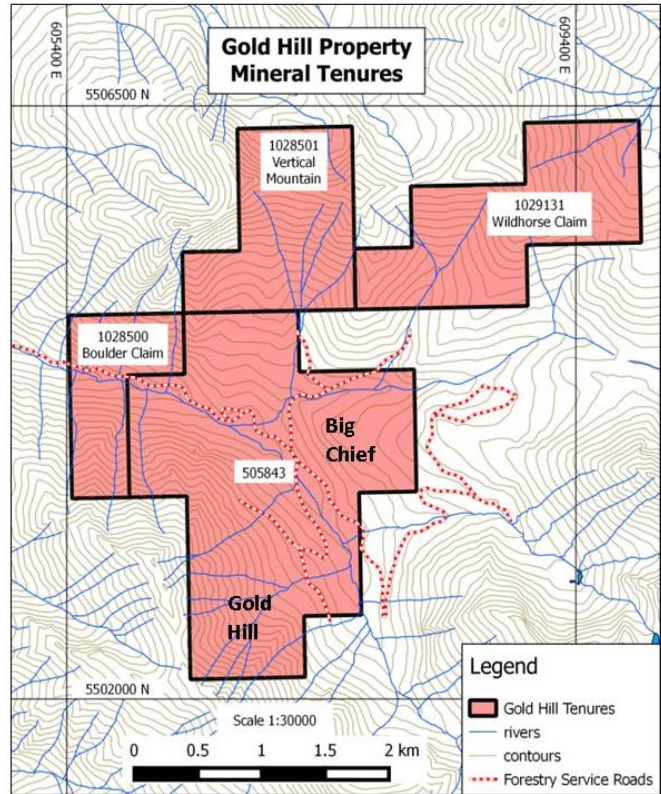 605400 E
Gold Hill Property
Mineral Tenures
609400 E
5506500 N
1028501
Vertical
Mountain
1029131
Wildhorse Claim
1028500
Boulder Claim
Big
Chief
505843
Gold
Hill
5502000 N
Scale 1:30000
0 0.5 1 1.5 2 km
Legend
Gold Hill Tenures
rivers
contours
Forestry Service Roads